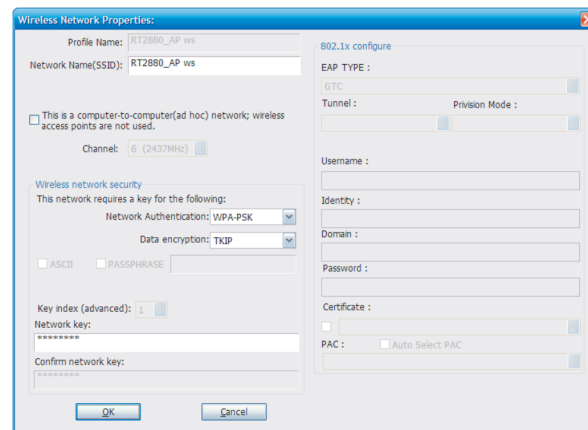 Wireless Network Properties:
Profile Name: RT2880_AP ws
Network Name(SSID): RT2880_AP ws
This is a computer-to-computer(ad hoc) network; wireless
access points are not used.
Channel: 6 (2437MHz)
Wireless network security
This network requires a key for the following:
Network Authentication: WPA-PSK
Data encryption: TKIP
ASCII PASSPHRASE
Key index (advanced): 1
Network key:
********
Confirm network key:
********
OK Cancel
802.1x configure
EAP TYPE :
GTC
Tunnel : Privision Mode :
Username :
Identity :
Domain :
Password :
Certificate :
PAC : Auto Select PAC